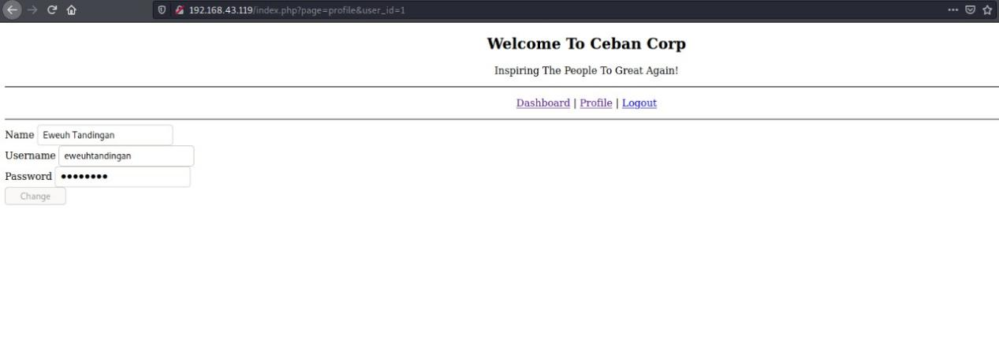 192.168.43.119/index.php?page=profile&user_id=1
Welcome To Ceban Corp
Inspiring The People To Great Again!
Dashboard | Profile | Logout
Name Eweuh Tandingan
Username eweuhtandingan
Password ••••••••
Change